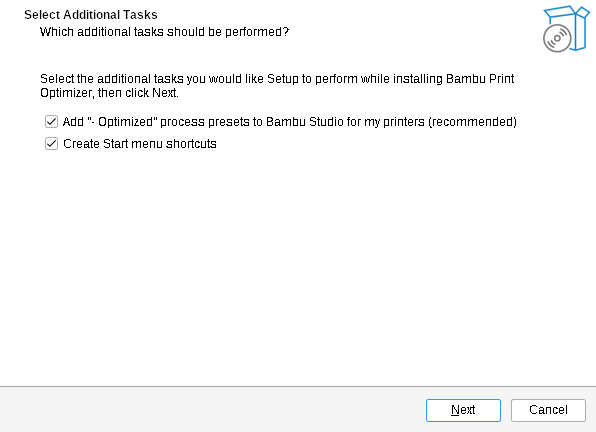 Select Additional Tasks
Which additional tasks should be performed?
Select the additional tasks you would like Setup to perform while installing Bambu Print
Optimizer, then click Next.
Add "- Optimized" process presets to Bambu Studio for my printers (recommended)
Create Start menu shortcuts
Next
Cancel